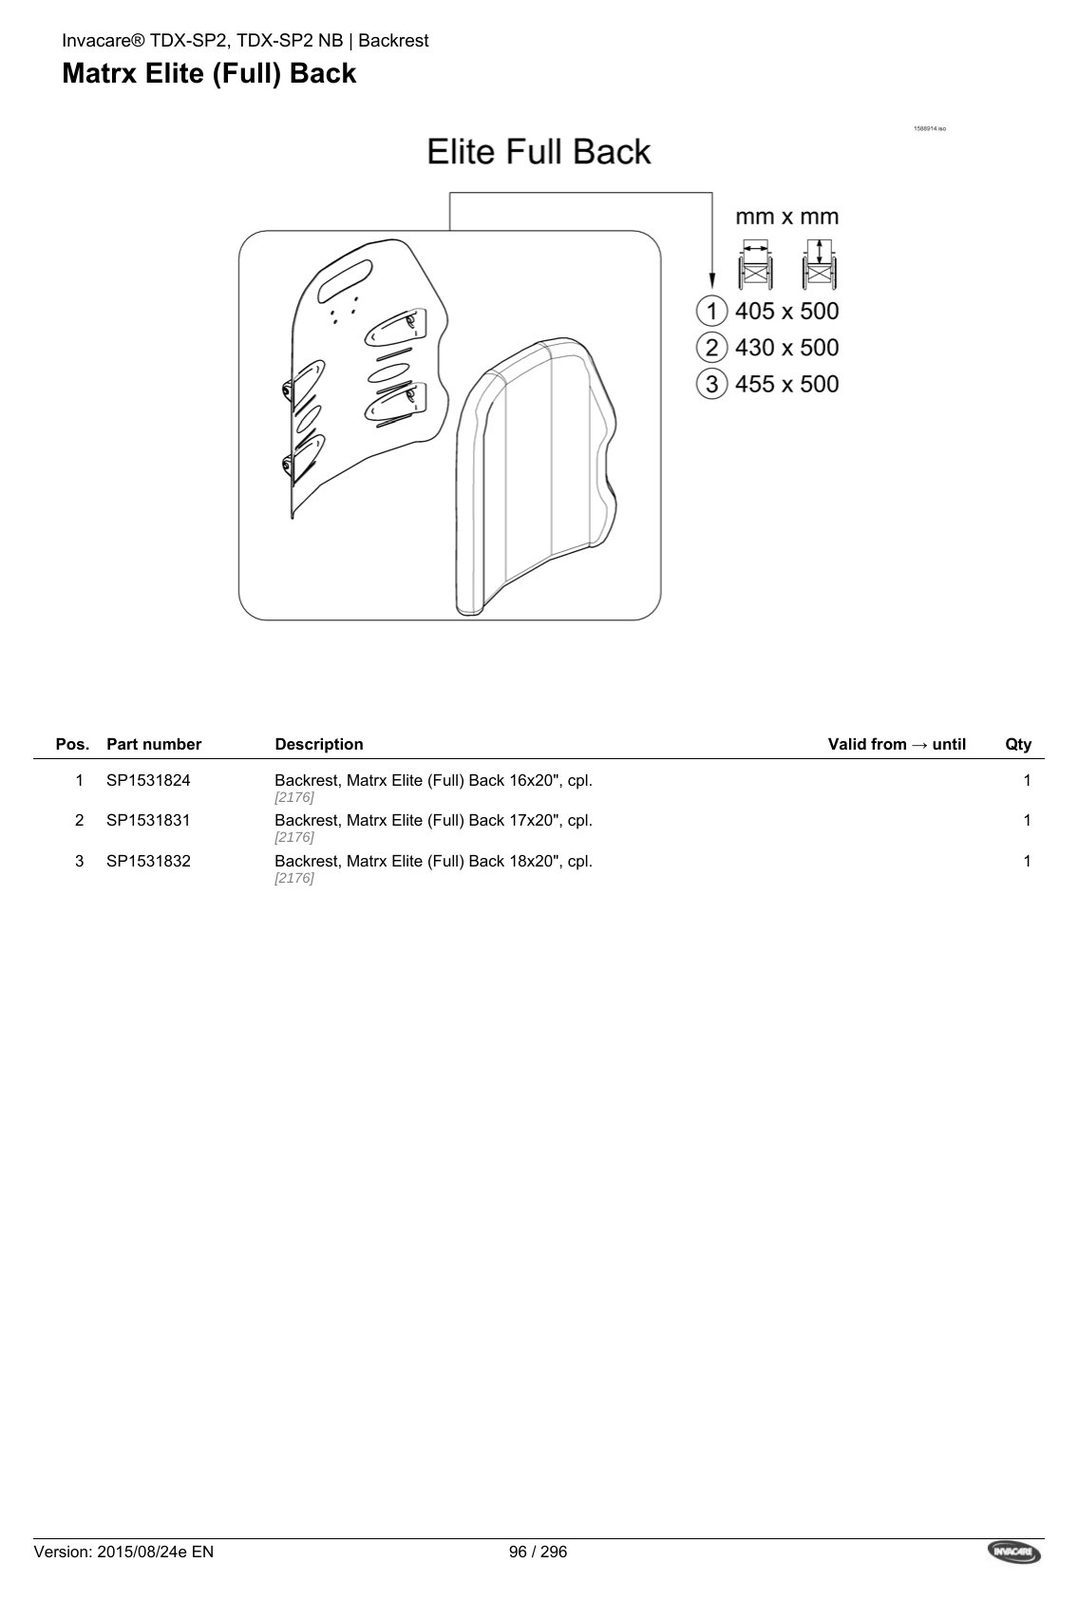 Invacare® TDX-SP2, TDX-SP2 NB | Backrest
Matrx Elite (Full) Back
1588914.iso
Elite Full Back
mm x mm
1 405 x 500
2 430 x 500
3 455 x 500
Pos. Part number Description Valid from → until Qty
1 SP1531824 Backrest, Matrx Elite (Full) Back 16x20", cpl. 1
[2176]
2 SP1531831 Backrest, Matrx Elite (Full) Back 17x20", cpl. 1
[2176]
3 SP1531832 Backrest, Matrx Elite (Full) Back 18x20", cpl. 1
[2176]
Version: 2015/08/24e EN 96 / 296 INVACARE